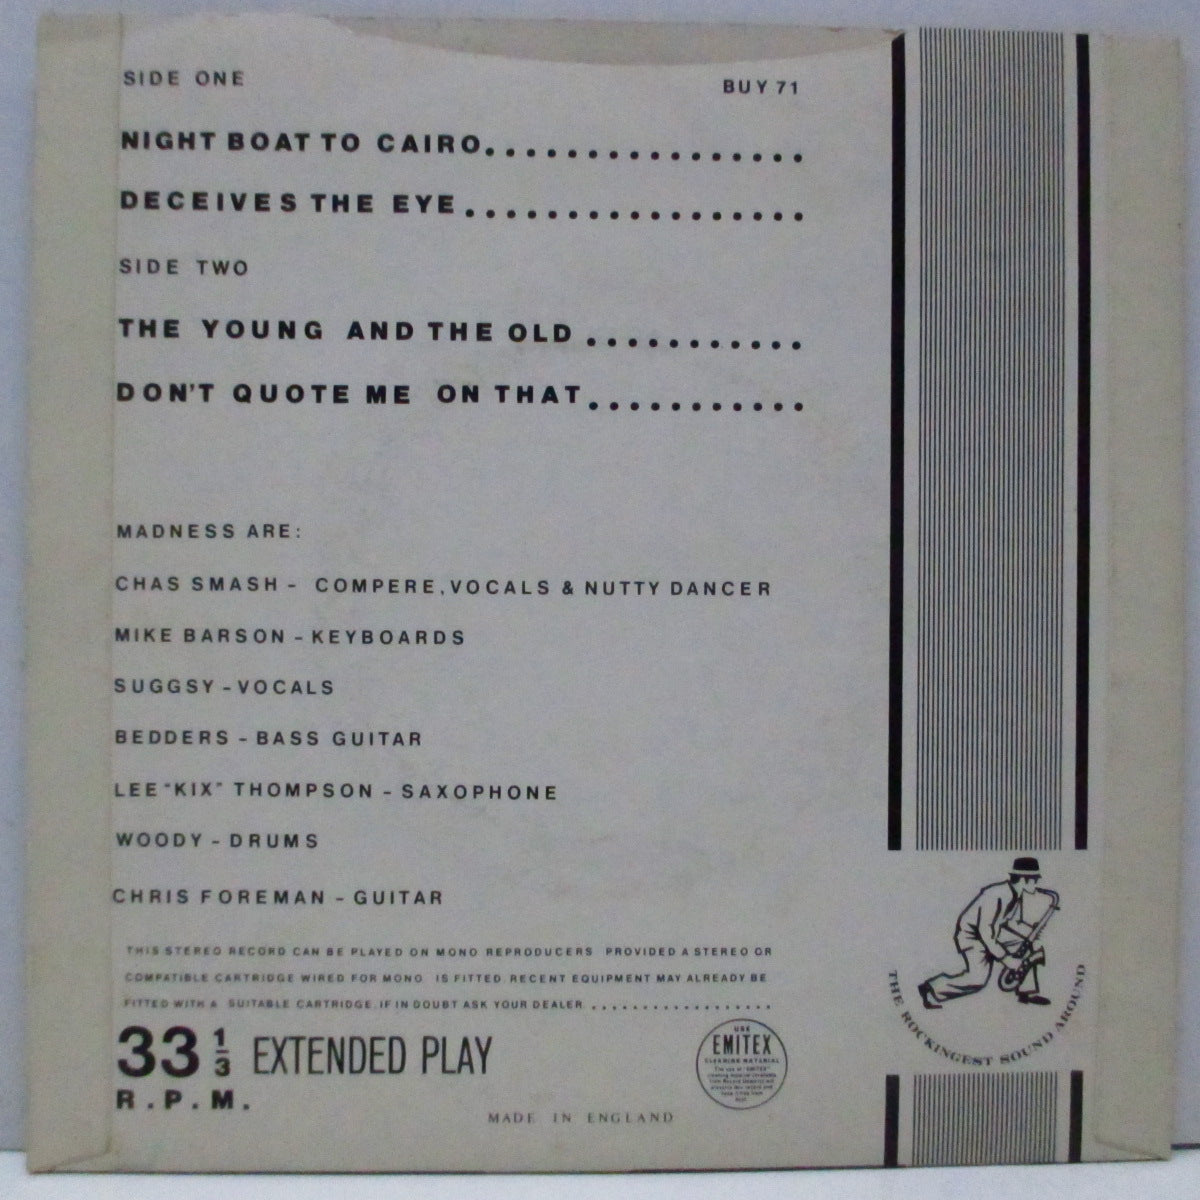 SIDE ONE
BUY 71
NIGHT BOAT TO CAIRO................
DECEIVES THE EYE.................
SIDE TWO
THE YOUNG AND THE OLD...........
DON'T QUOTE ME ON THAT...........
MADNESS ARE:
CHAS SMASH - COMPERE, VOCALS & NUTTY DANCER
MIKE BARSON - KEYBOARDS
SUGGSY - VOCALS
BEDDERS - BASS GUITAR
LEE "KIX" THOMPSON - SAXOPHONE
WOODY - DRUMS
CHRIS FOREMAN - GUITAR
THIS STEREO RECORD CAN BE PLAYED ON MONO REPRODUCERS PROVIDED A STEREO OR
COMPATIBLE CARTRIDGE WIRED FOR MONO IS FITTED RECENT EQUIPMENT MAY ALREADY BE
FITTED WITH A SUITABLE CARTRIDGE. IF IN DOUBT ASK YOUR DEALER ..................
33 1/3 EXTENDED PLAY
R.P.M.
USE
EMITEX
CLEANING MATERIAL
The use of "EMITEX"
MADE IN ENGLAND
THE ROCKINGEST SOUND AROUND